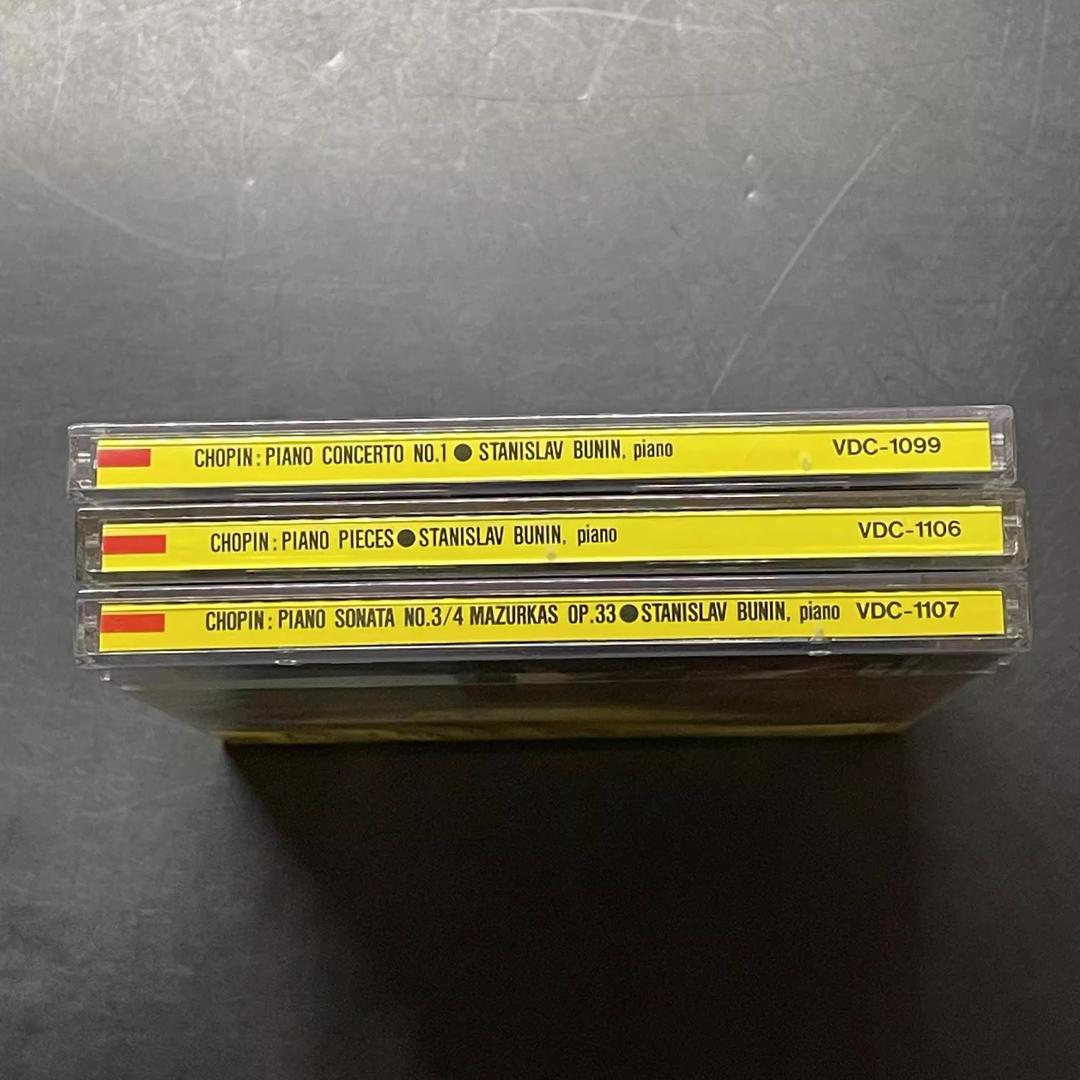 CHOPIN: PIANO CONCERTO NO.1●STANISLAV BUNIN, piano VDC-1099
CHOPIN: PIANO PIECES●STANISLAV BUNIN, piano VDC-1106
CHOPIN: PIANO SONATA NO.3/4 MAZURKAS OP.33●STANISLAV BUNIN, piano VDC-1107